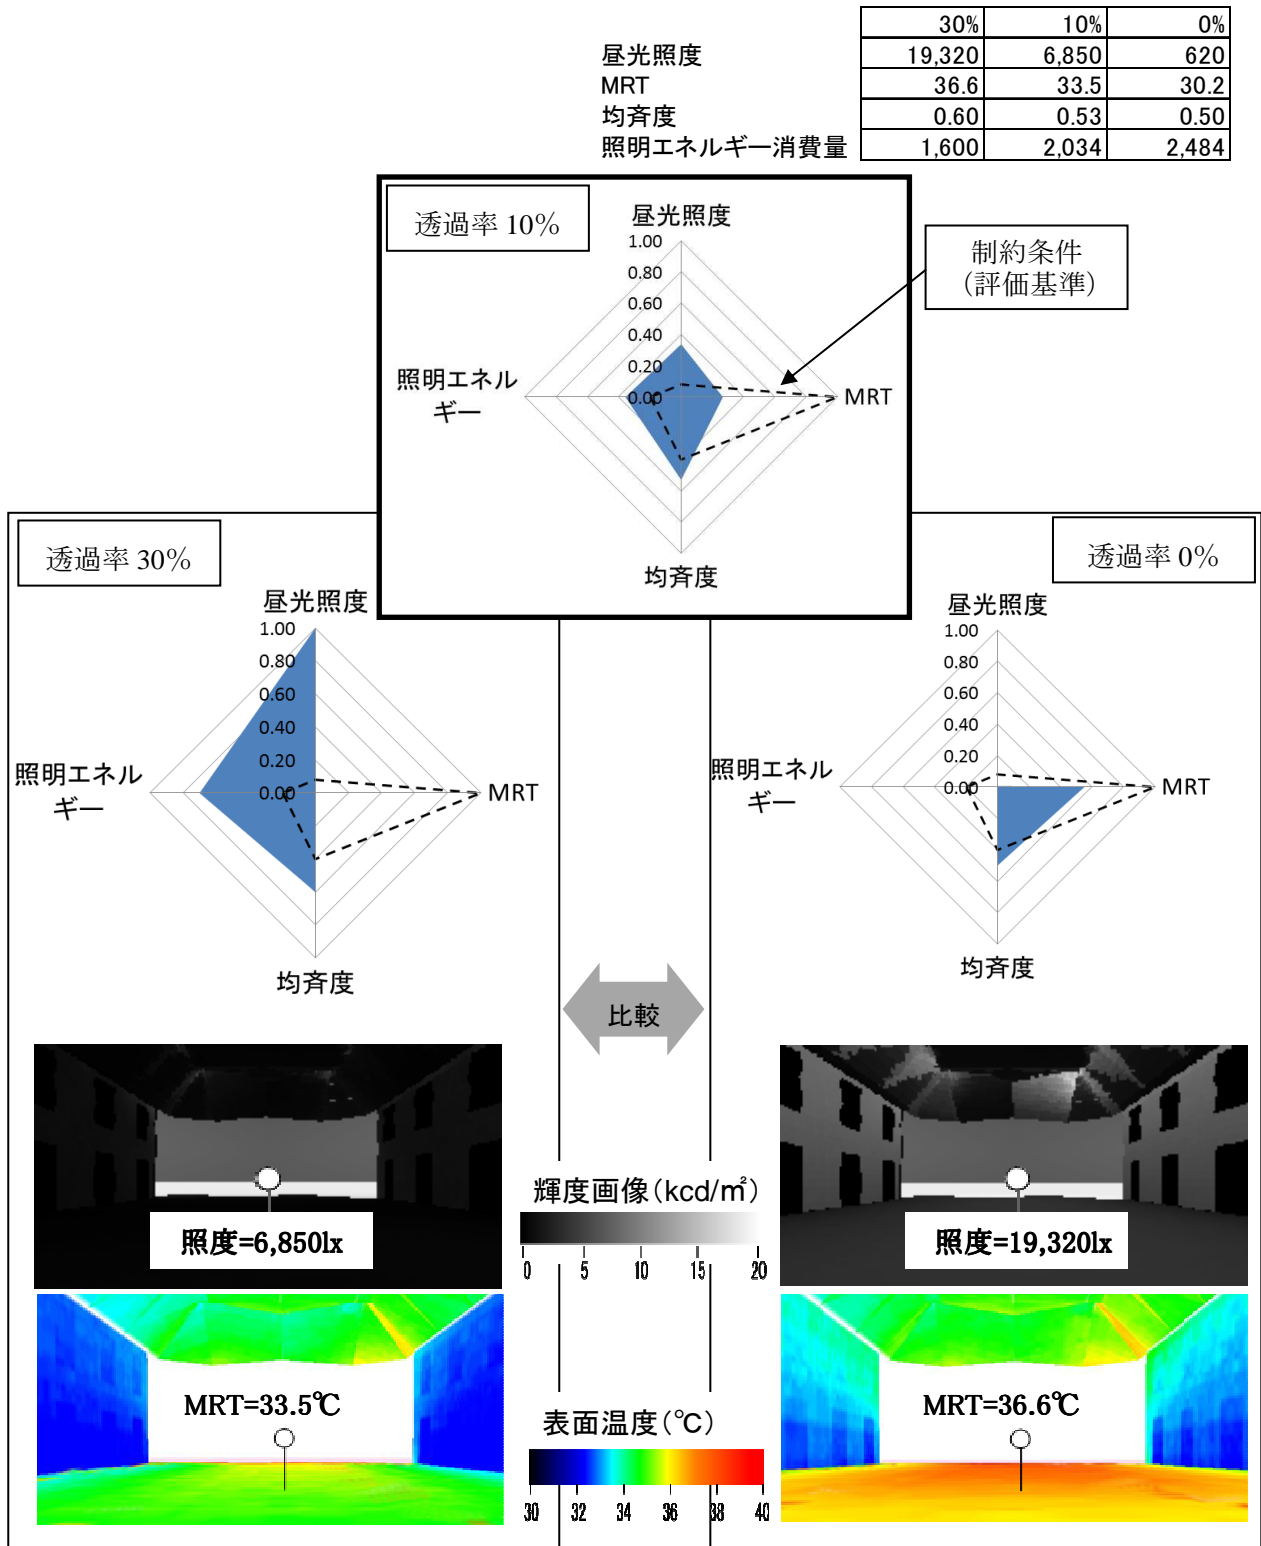 30% 10% 0%
昼光照度 19,320 6,850 620
MRT 36.6 33.5 30.2
均斉度 0.60 0.53 0.50
照明エネルギー消費量 1,600 2,034 2,484
透過率 10%
昼光照度
1.00
0.80
0.60
0.40
0.20
0.00
照明エネル
ギー
MRT
均斉度
制約条件
（評価基準）
透過率 30%
昼光照度
1.00
0.80
0.60
0.40
0.20
0.00
照明エネル
ギー
MRT
均斉度
透過率 0%
昼光照度
1.00
0.80
0.60
0.40
0.20
0.00
照明エネル
ギー
MRT
均斉度
比較
照度=6,850lx
輝度画像(kcd/㎡)
0 5 10 15 20
照度=19,320lx
MRT=33.5℃
表面温度(℃)
30 32 34 36 38 40
MRT=36.6℃